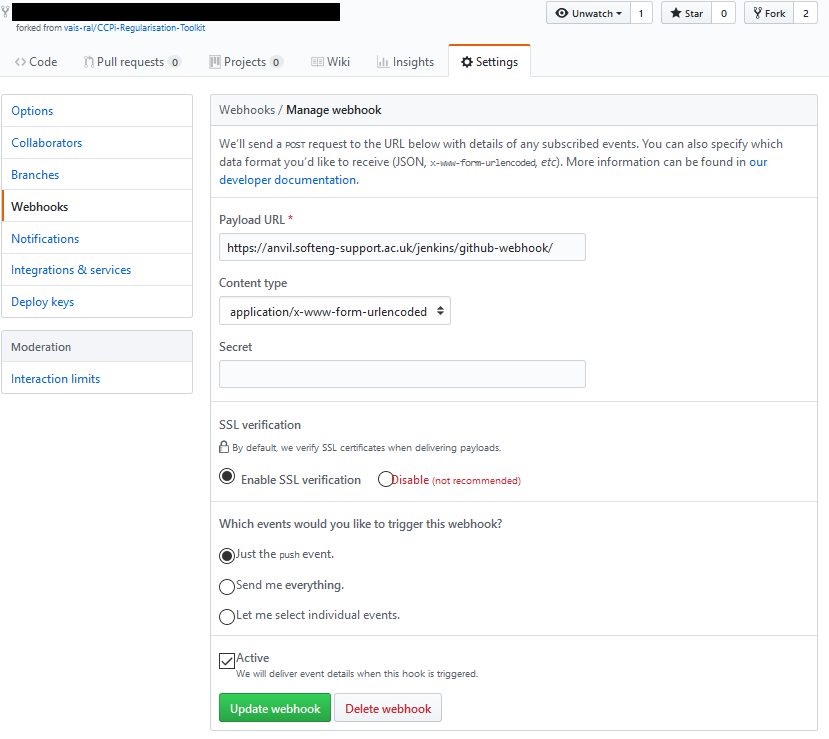 Unwatch 1 Star 0 Fork 2
forked from vais-ral/CCPi-Regularisation-Toolkit
Code Pull requests 0 Projects 0 Wiki Insights Settings
Options
Collaborators
Branches
Webhooks
Notifications
Integrations & services
Deploy keys
Moderation
Interaction limits
Webhooks / Manage webhook
We'll send a POST request to the URL below with details of any subscribed events. You can also specify which
data format you'd like to receive (JSON, x-www-form-urlencoded, etc). More information can be found in our
developer documentation.
Payload URL *
https://anvil.softeng-support.ac.uk/jenkins/github-webhook/
Content type
application/x-www-form-urlencoded
Secret
SSL verification
By default, we verify SSL certificates when delivering payloads.
Enable SSL verification Disable (not recommended)
Which events would you like to trigger this webhook?
Just the push event.
Send me everything.
Let me select individual events.
Active
We will deliver event details when this hook is triggered.
Update webhook Delete webhook